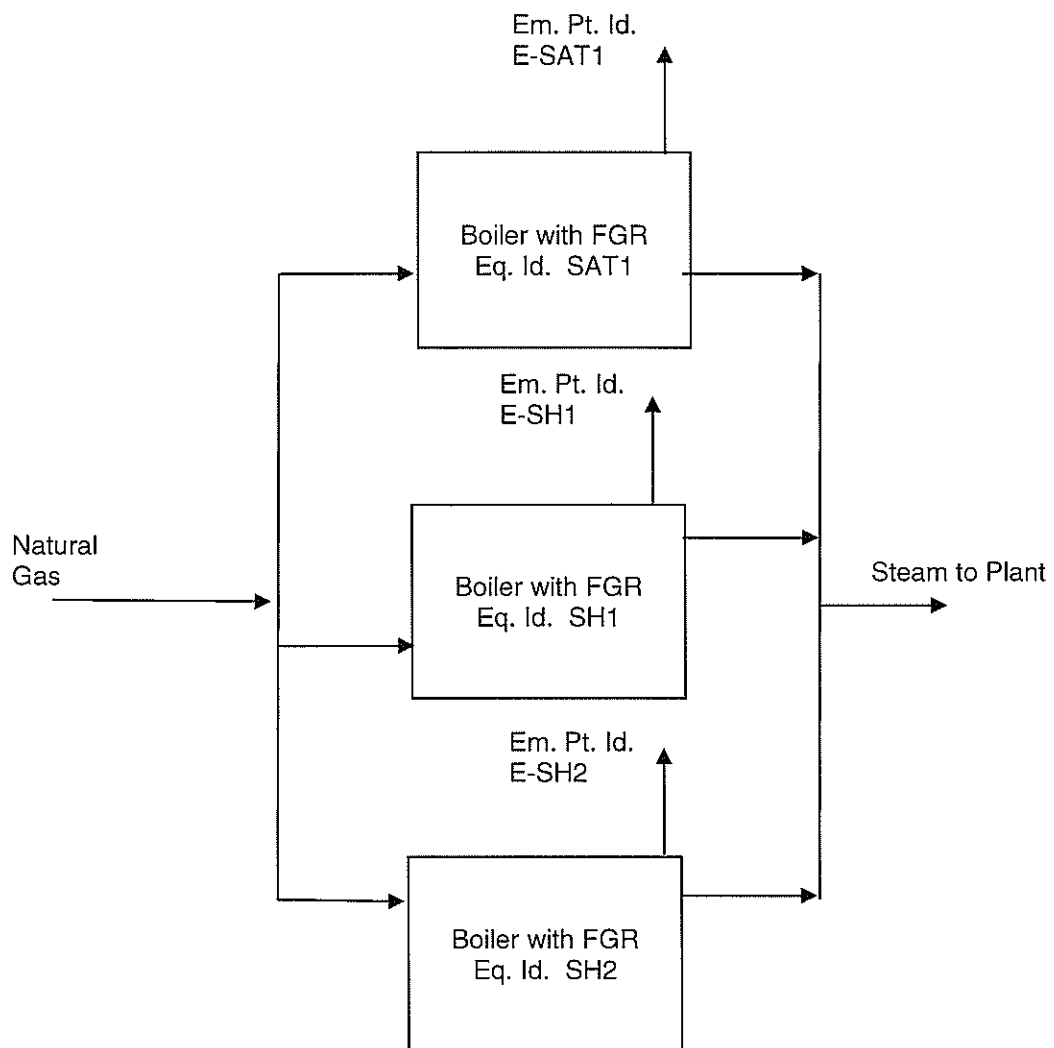 Em. Pt. Id.
E-SAT1
Boiler with FGR
Eq. Id. SAT1
Em. Pt. Id.
E-SH1
Natural
Gas
Boiler with FGR
Eq. Id. SH1
Steam to Plant
Em. Pt. Id.
E-SH2
Boiler with FGR
Eq. Id. SH2